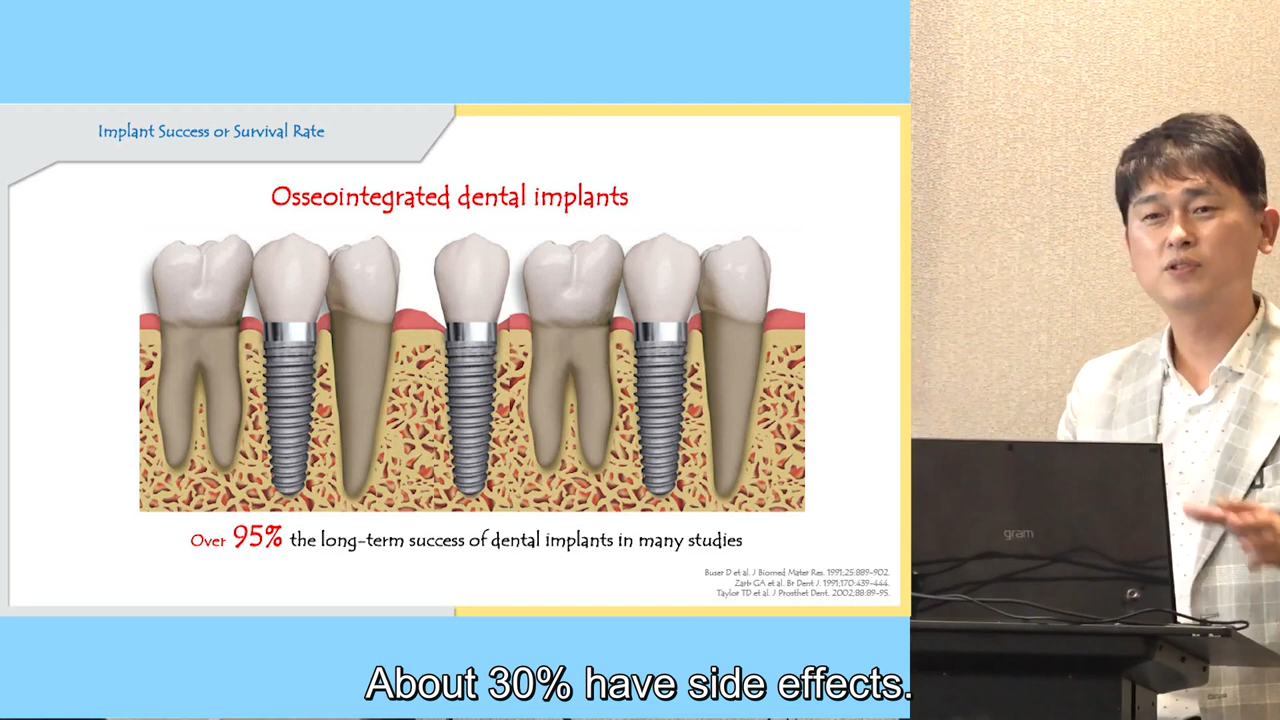 Implant Success or Survival Rate
Osseointegrated dental implants
Over 95% the long-term success of dental implants in many studies
Buser D et al. J Biomed Mater Res. 1991;25:889-902.
Zarb GA et al. Br Dent J. 1991;170:439-444.
Taylor TD et al. J Prosthet Dent. 2002;88:89-95.
gram
About 30% have side effects.